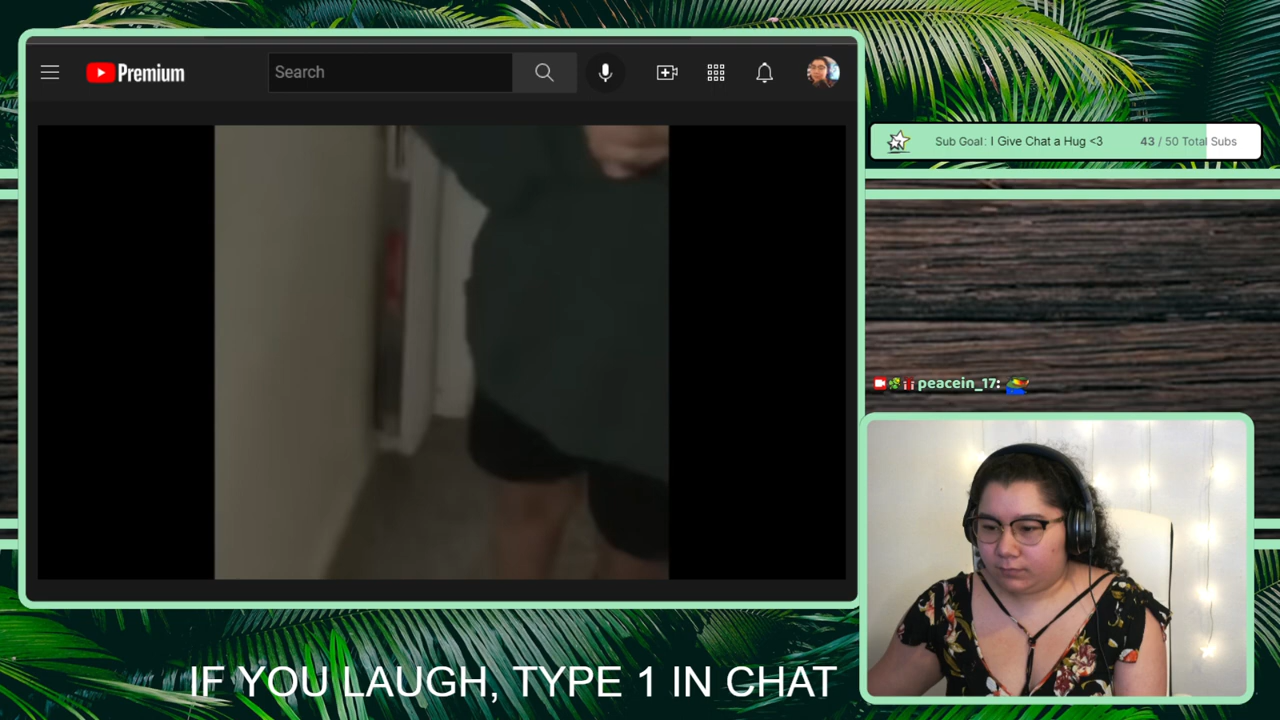 Premium
Search
Sub Goal: I Give Chat a Hug <3 43 / 50 Total Subs
peacein_17:
IF YOU LAUGH, TYPE 1 IN CHAT